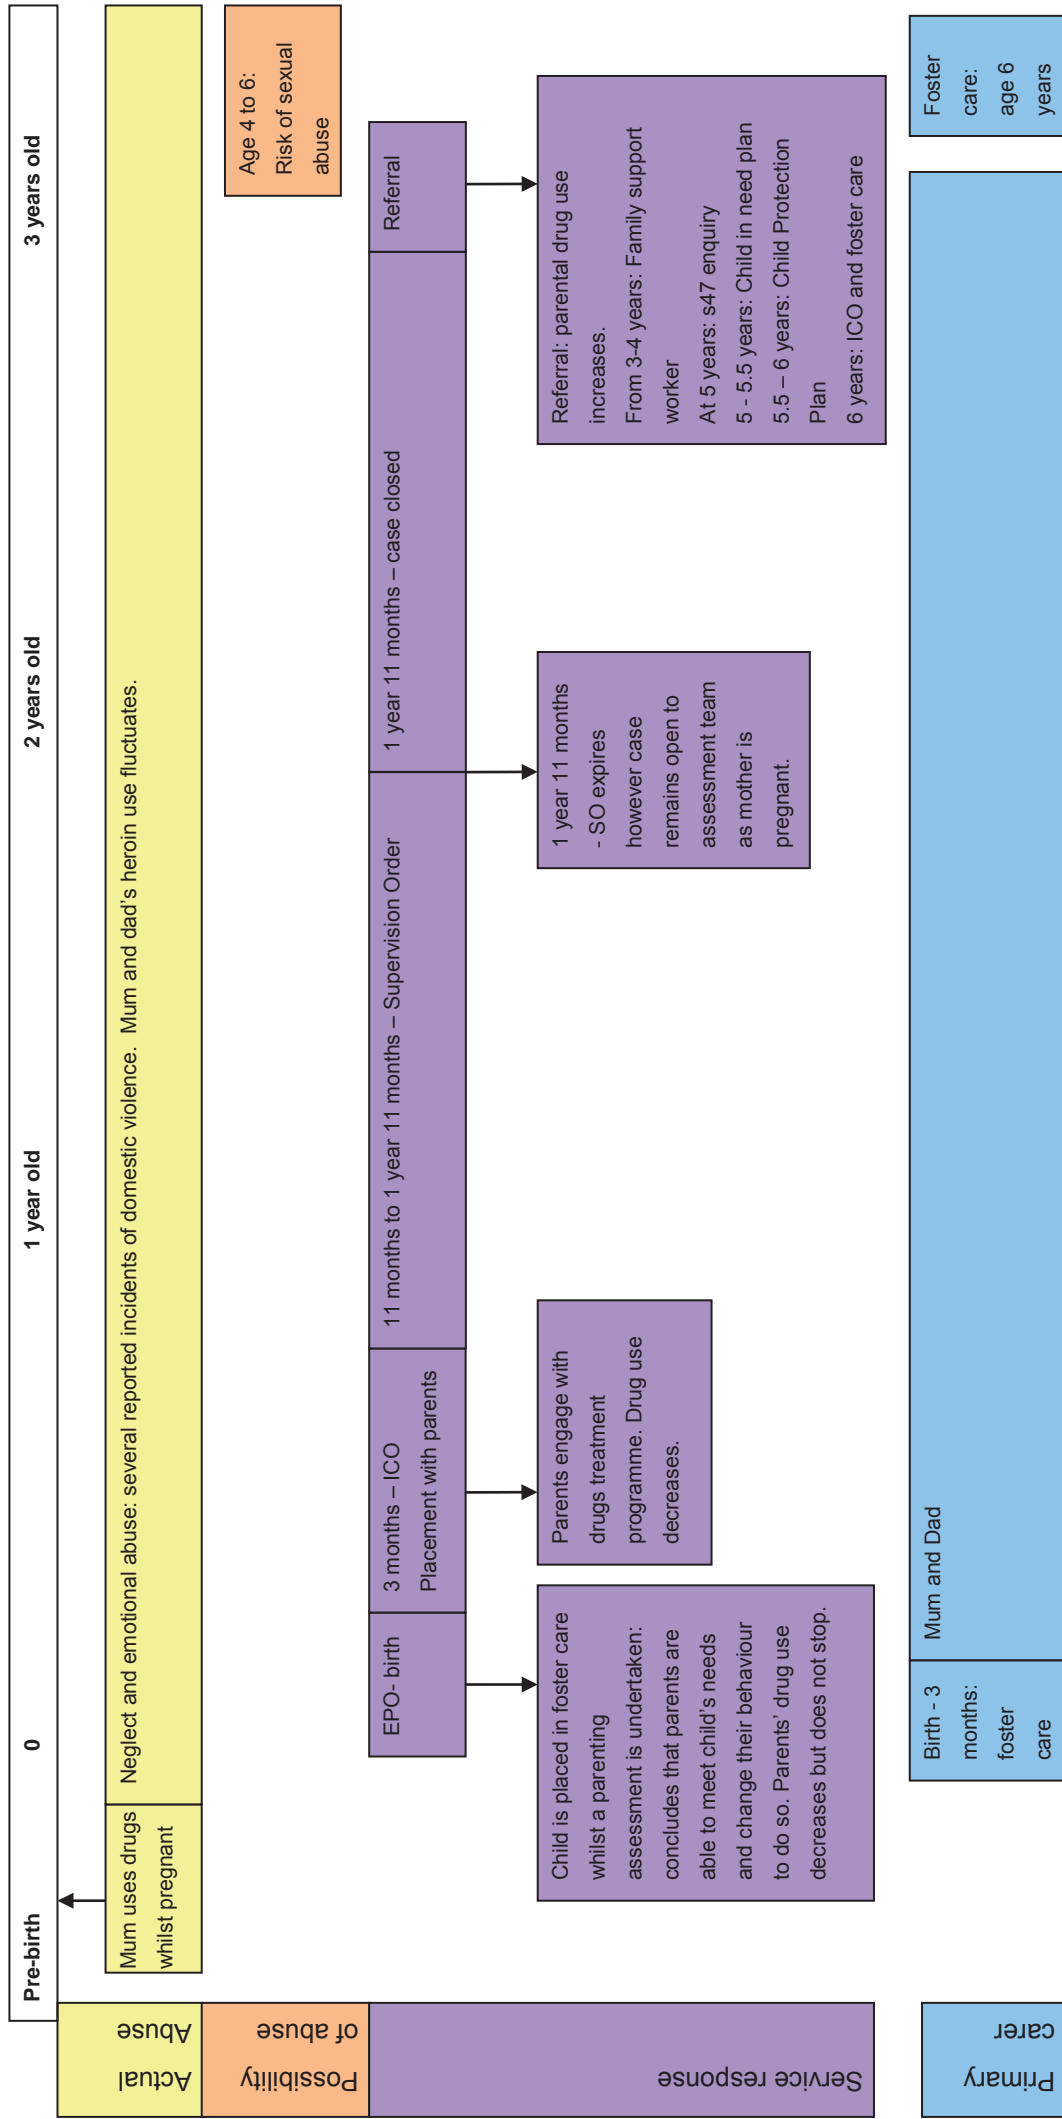 Pre-birth 0 1 year old 2 years old 3 years old
Actual
Abuse
Mum uses drugs
whilst pregnant
Neglect and emotional abuse: several reported incidents of domestic violence. Mum and dad's heroin use fluctuates.
Possibility
of abuse
Age 4 to 6:
Risk of sexual
abuse
Service response
EPO- birth
3 months – ICO
Placement with parents
11 months to 1 year 11 months – Supervision Order
1 year 11 months – case closed
Referral
Child is placed in foster care
whilst a parenting
assessment is undertaken:
concludes that parents are
able to meet child's needs
and change their behaviour
to do so. Parents' drug use
decreases but does not stop.
Parents engage with
drugs treatment
programme. Drug use
decreases.
1 year 11 months
- SO expires
however case
remains open to
assessment team
as mother is
pregnant.
Referral: parental drug use
increases.
From 3-4 years: Family support
worker
At 5 years: s47 enquiry
5 - 5.5 years: Child in need plan
5.5 – 6 years: Child Protection
Plan
6 years: ICO and foster care
Primary
carer
Birth - 3
months:
foster
care
Mum and Dad
Foster
care:
age 6
years